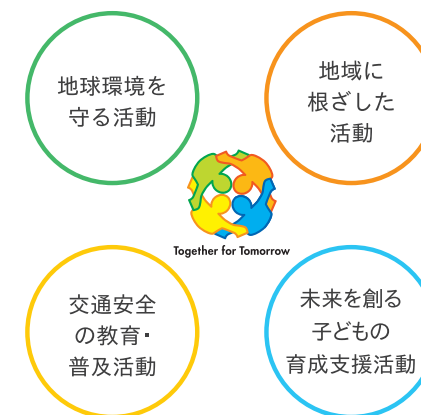 地球環境を
守る活動
地域に
根ざした
活動
Together for Tomorrow
交通安全
の教育・
普及活動
未来を創る
子どもの
育成支援活動